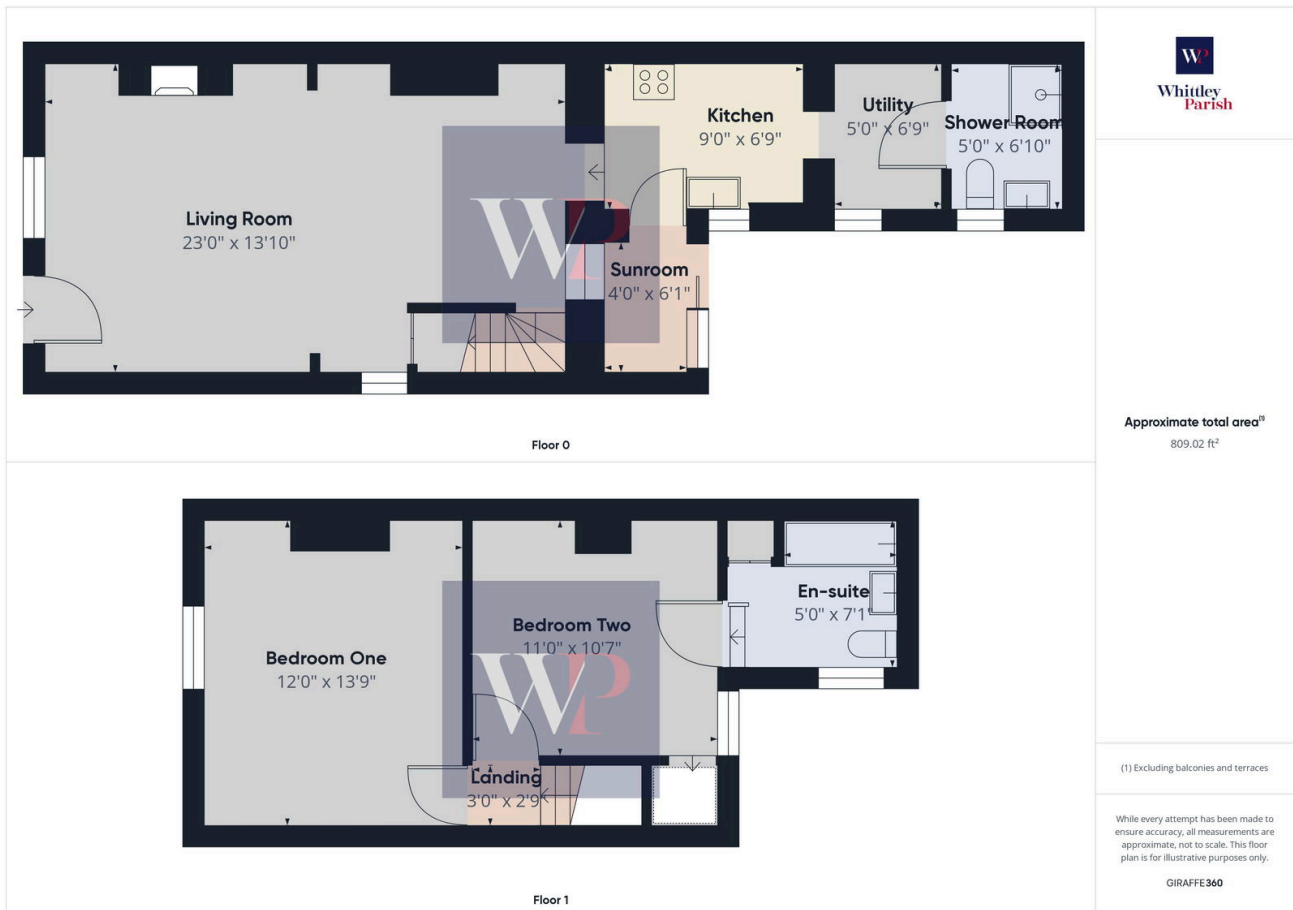 Living Room
23'0" x 13'10"
Kitchen
9'0" x 6'9"
Utility
5'0" x 6'9"
Shower Room
5'0" x 6'10"
Sunroom
4'0" x 6'1"
WP
Floor 0
Bedroom One
12'0" x 13'9"
Bedroom Two
11'0" x 10'7"
En-suite
5'0" x 7'1"
Landing
3'0" x 2'9"
WP
Floor 1
WP
Whittley
Parish
Approximate total area(1)
809.02 ft²
(1) Excluding balconies and terraces
While every attempt has been made to
ensure accuracy, all measurements are
approximate, not to scale. This floor
plan is for illustrative purposes only.
GIRAFFE360